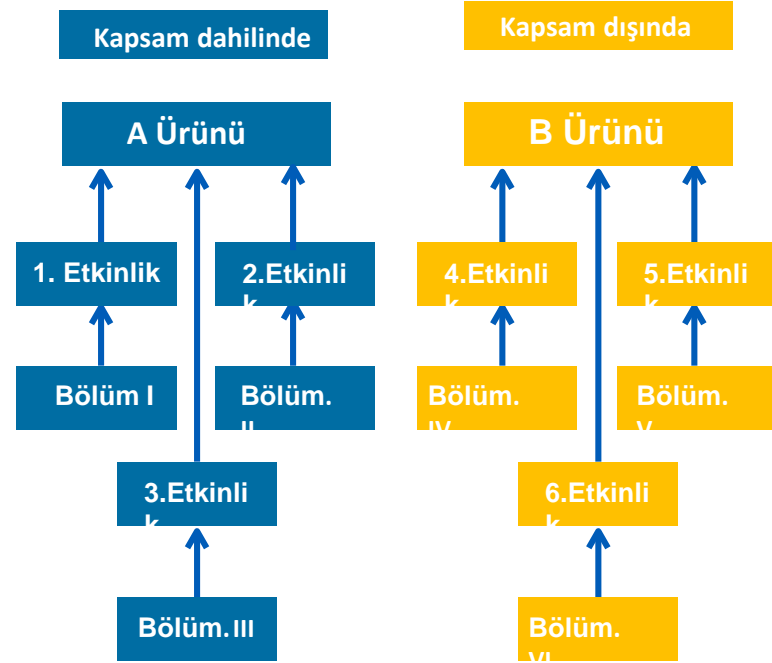 Kapsam dahilinde
Kapsam dışında
A Ürünü
B Ürünü
1. Etkinlik
2.Etkinli
k
4.Etkinli
k
5.Etkinli
k
Bölüm I
Bölüm.
II
Bölüm.
IV
Bölüm.
V
3.Etkinli
k
6.Etkinli
k
Bölüm.III
Bölüm.
VI